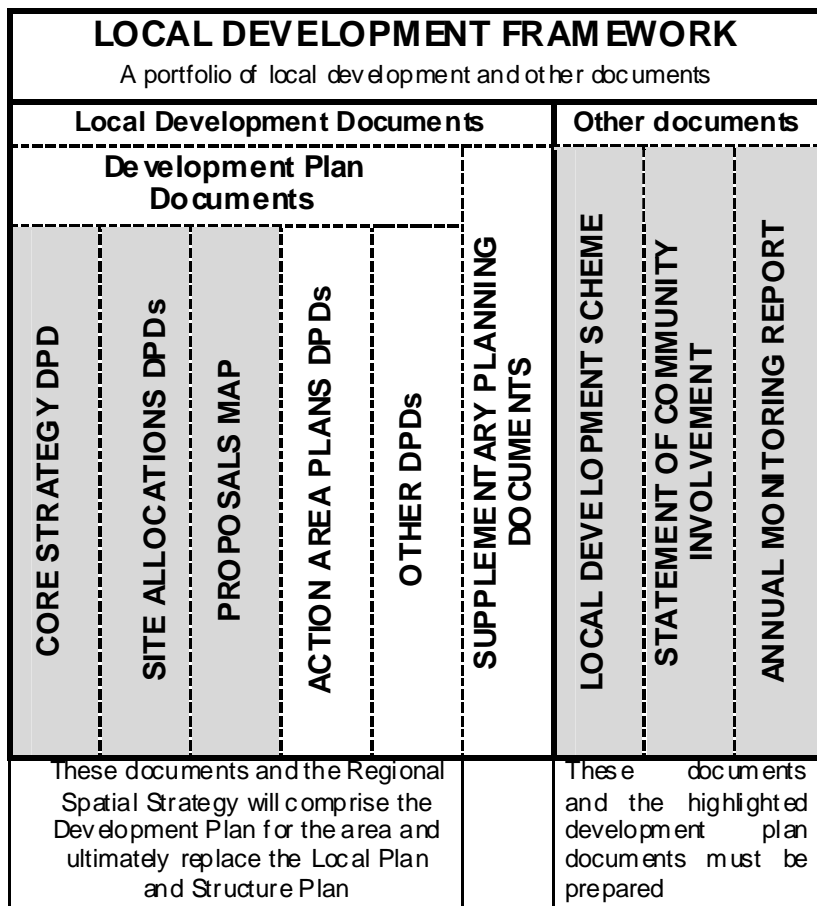 LOCAL DEVELOPMENT FRAMEWORK
A portfolio of local development and other documents
Local Development Documents
Other documents
Development Plan
Documents
CORE STRATEGY DPD
SITE ALLOCATIONS DPDs
PROPOSALS MAP
ACTION AREA PLANS DPDs
OTHER DPDs
SUPPLEMENTARY PLANNING
DOCUMENTS
LOCAL DEVELOPMENT SCHEME
STATEMENT OF COMMUNITY
INVOLVEMENT
ANNUAL MONITORING REPORT
These documents and the Regional
Spatial Strategy will comprise the
Development Plan for the area and
ultimately replace the Local Plan
and Structure Plan
These documents
and the highlighted
development plan
documents must be
prepared